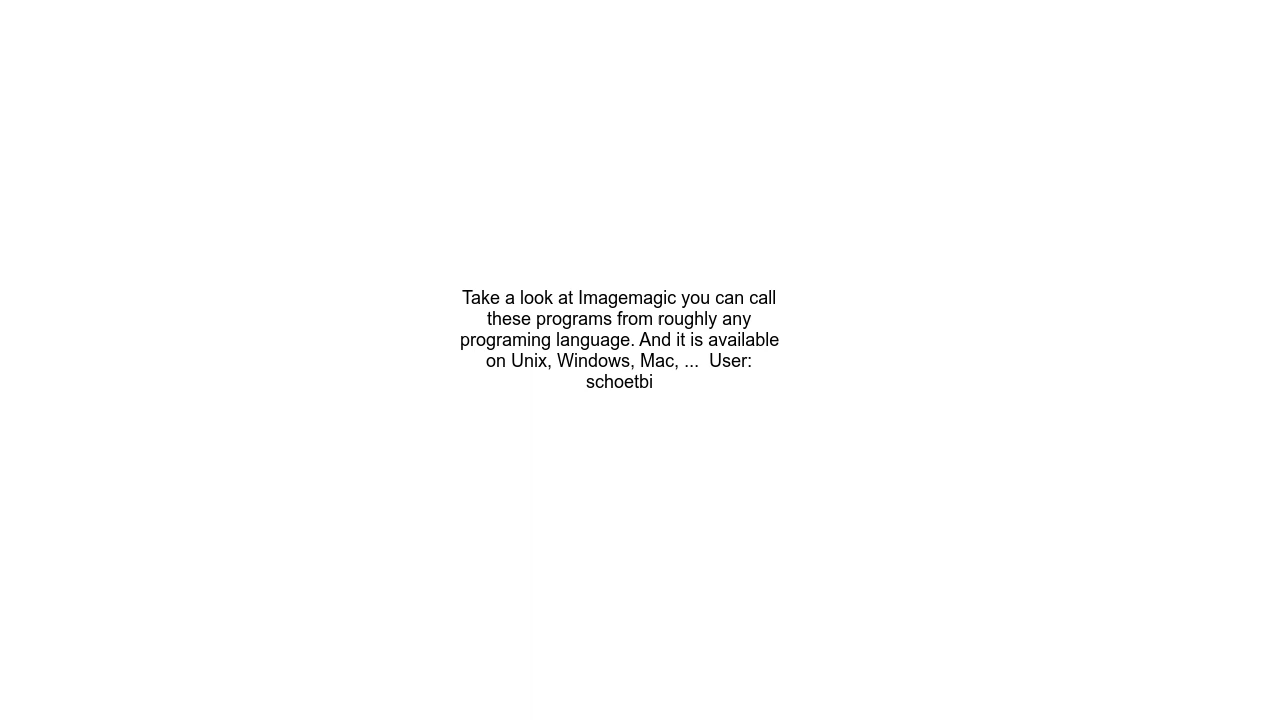 Take a look at Imagemagic you can call
these programs from roughly any
programing language. And it is available
on Unix, Windows, Mac, ...  User:
schoetbi